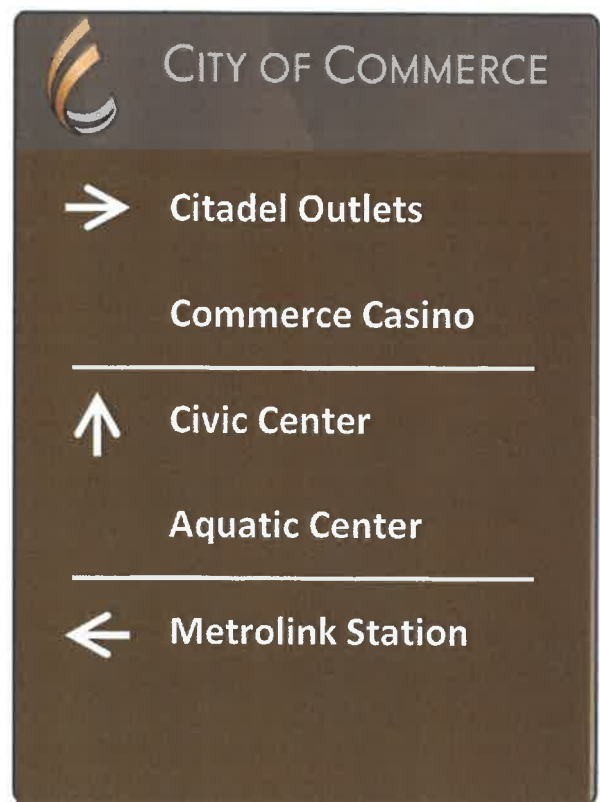 CITY OF COMMERCE
→ Citadel Outlets
Commerce Casino
↑ Civic Center
Aquatic Center
← Metrolink Station